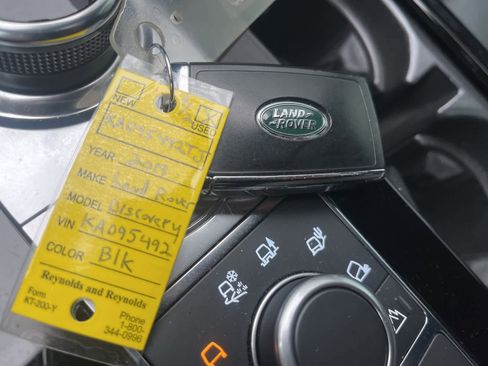 NEW
USED
KA095492TJ
YEAR 2019
MAKE Land Rover
MODEL Discovery
VIN KA095492
COLOR Blk
Reynolds and Reynolds
Form
KT-200-Y
Phone
1-800-
344-0996
LAND
ROVER